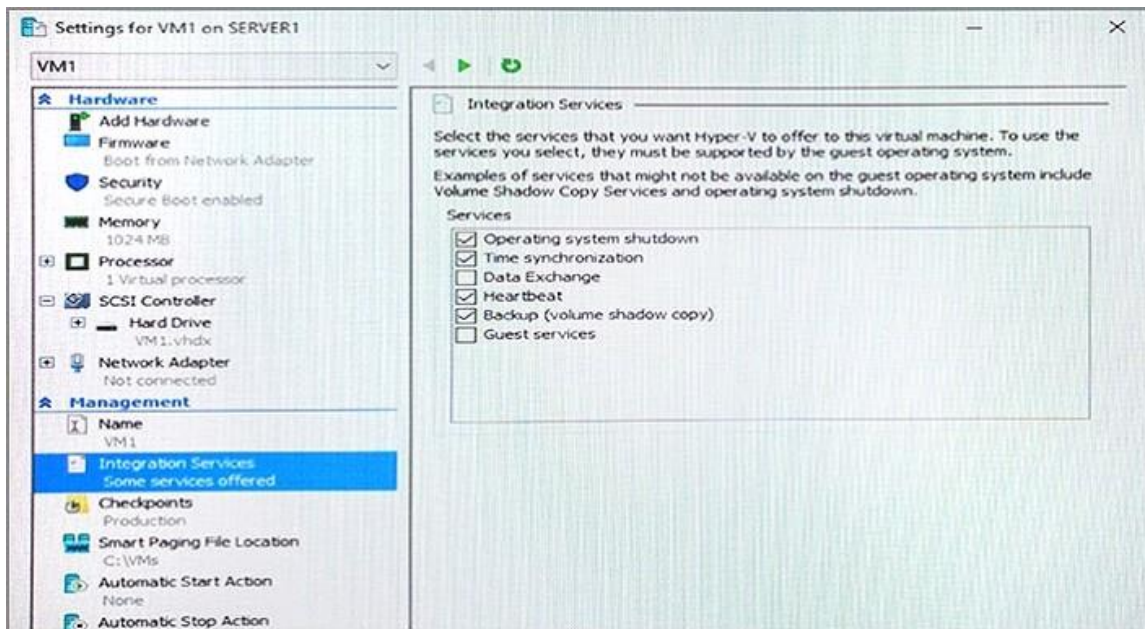 Settings for VM1 on SERVER1
VM1
Hardware
Add Hardware
Firmware
Boot from Network Adapter
Security
Secure Boot enabled
Memory
1024 MB
Processor
1 Virtual processor
SCSI Controller
Hard Drive
VM1.vhdx
Network Adapter
Not connected
Management
Name
VM1
Integration Services
Some services offered
Checkpoints
Production
Smart Paging File Location
C:\VMs
Automatic Start Action
None
Automatic Stop Action
Integration Services
Select the services that you want Hyper-V to offer to this virtual machine. To use the
services you select, they must be supported by the guest operating system.
Examples of services that might not be available on the guest operating system include
Volume Shadow Copy Services and operating system shutdown.
Services
Operating system shutdown
Time synchronization
Data Exchange
Heartbeat
Backup (volume shadow copy)
Guest services